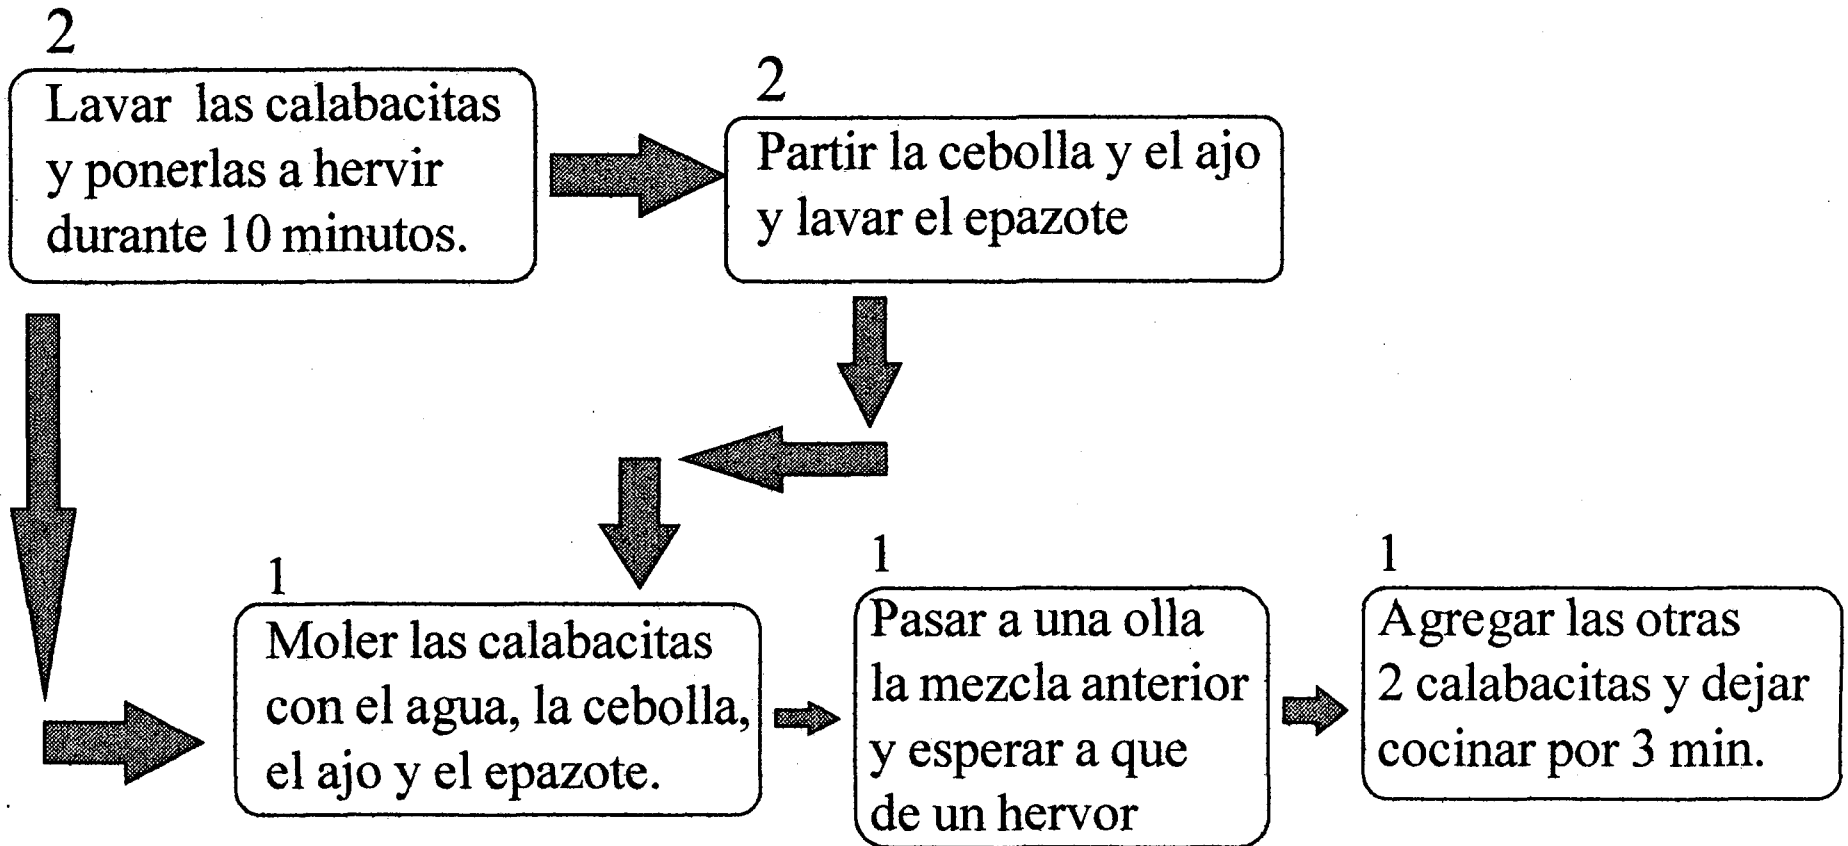 2
Lavar las calabacitas
y ponerlas a hervir
durante 10 minutos.
2
Partir la cebolla y el ajo
y lavar el epazote
1
Moler las calabacitas
con el agua, la cebolla,
el ajo y el epazote.
1
Pasar a una olla
la mezcla anterior
y esperar a que
de un hervor
1
Agregar las otras
2 calabacitas y dejar
cocinar por 3 min.